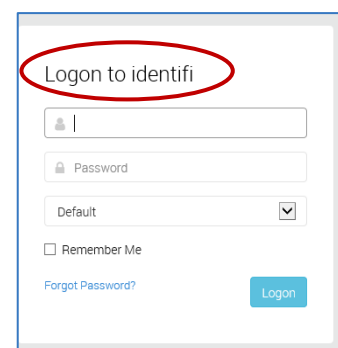 Logon to identifi
Password
Default
Remember Me
Forgot Password?
Logon